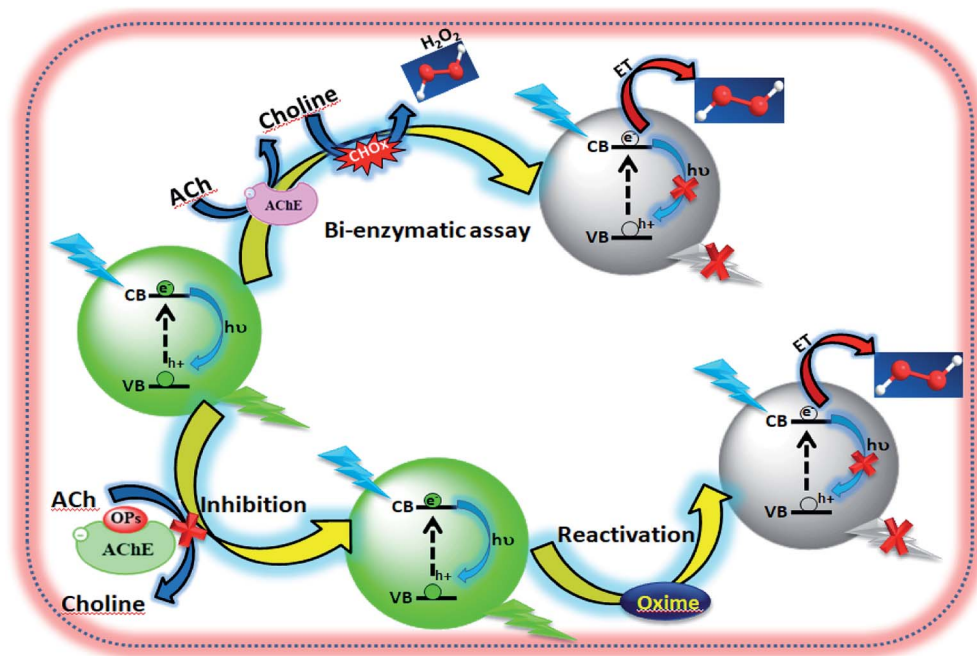 H₂O₂
Choline
CHOx
ACh
AChE
Bi-enzymatic assay
ET
CB
e⁻
hυ
h+
VB
CB
e⁻
hυ
h+
VB
ET
CB
e⁻
hυ
h+
VB
ACh
OPs
AChE
Choline
Inhibition
CB
e⁻
hυ
h+
VB
Reactivation
Oxime